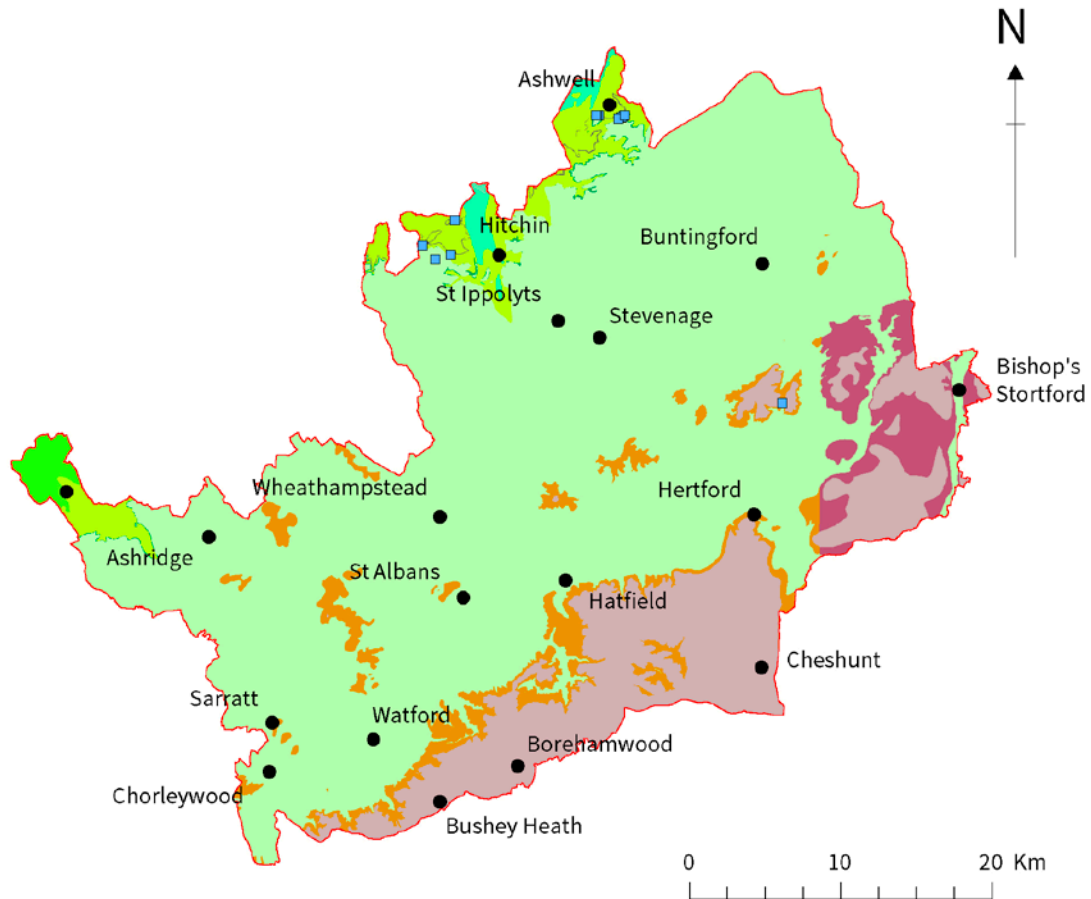 N
Ashwell
Hitchin
Buntingford
St Ippolyts
Stevenage
Bishop's
Stortford
Wheathampstead
Hertford
Ashridge
St Albans
Hatfield
Cheshunt
Sarratt
Watford
Borehamwood
Chorleywood
Bushey Heath
0 10 20 Km